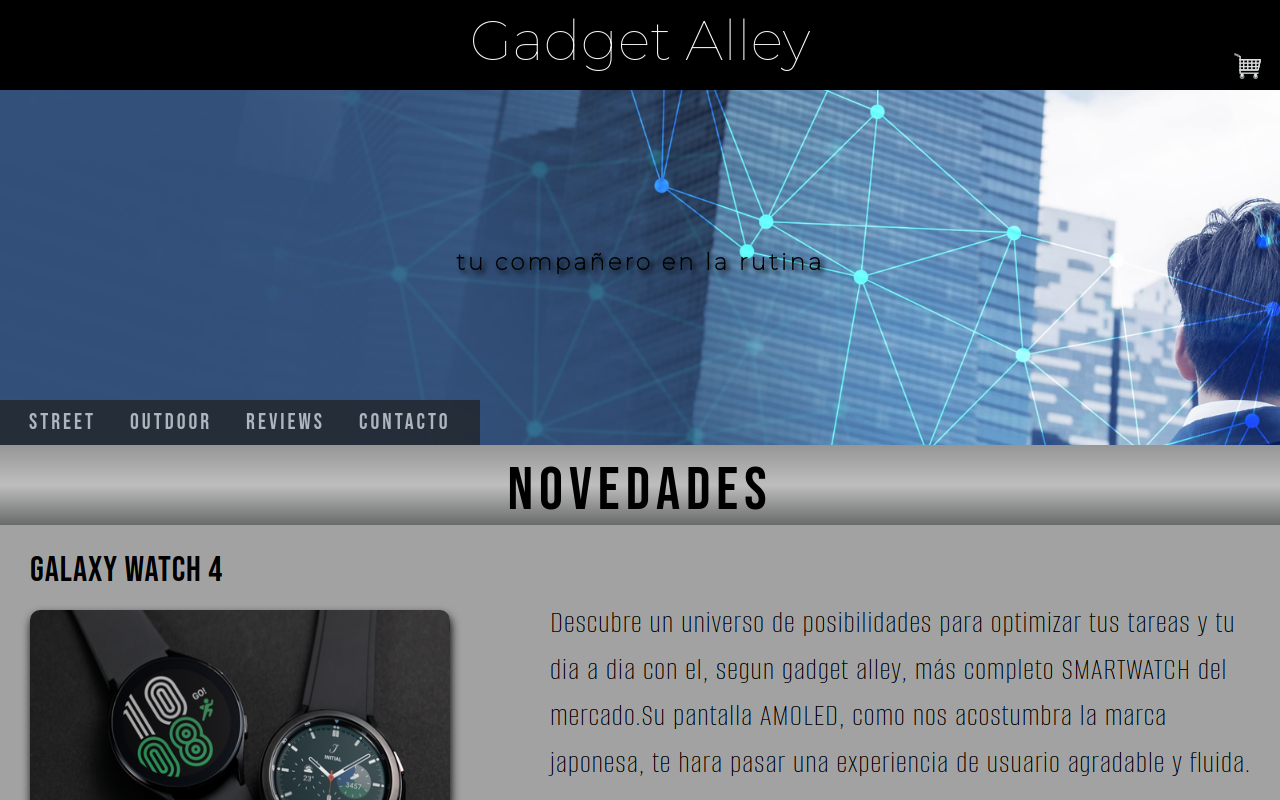 Gadget Alley
tu compañero en la rutina
STREET OUTDOOR REVIEWS CONTACTO
NOVEDADES
GALAXY WATCH 4
Descubre un universo de posibilidades para optimizar tus tareas y tu
dia a dia con el, segun gadget alley, más completo SMARTWATCH del
mercado.Su pantalla AMOLED, como nos acostumbra la marca
japonesa, te hara pasar una experiencia de usuario agradable y fluida.
10
08
GO!
INITIAL
23°
3457